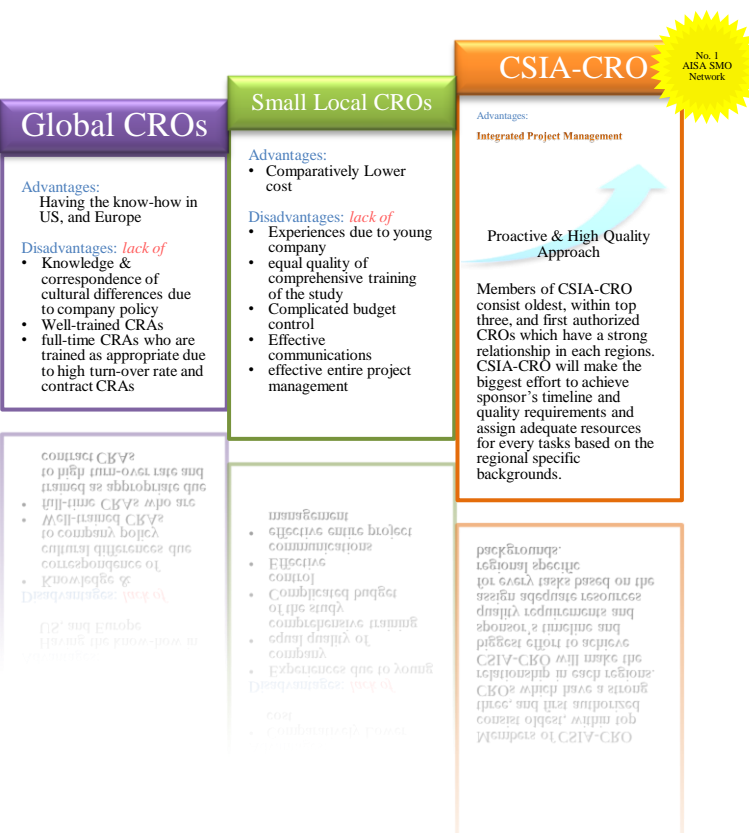 Global CROs
Advantages:
Having the know-how in
US, and Europe
Disadvantages: lack of
• Knowledge &
correspondence of
cultural differences due
to company policy
• Well-trained CRAs
• full-time CRAs who are
trained as appropriate due
to high turn-over rate and
contract CRAs
Small Local CROs
Advantages:
• Comparatively Lower
cost
Disadvantages: lack of
• Experiences due to young
company
• equal quality of
comprehensive training
of the study
• Complicated budget
control
• Effective
communications
• effective entire project
management
CSIA-CRO
No. 1
AISA SMO
Network
Advantages:
Integrated Project Management
Proactive & High Quality
Approach
Members of CSIA-CRO
consist oldest, within top
three, and first authorized
CROs which have a strong
relationship in each regions.
CSIA-CRO will make the
biggest effort to achieve
sponsor's timeline and
quality requirements and
assign adequate resources
for every tasks based on the
regional specific
backgrounds.